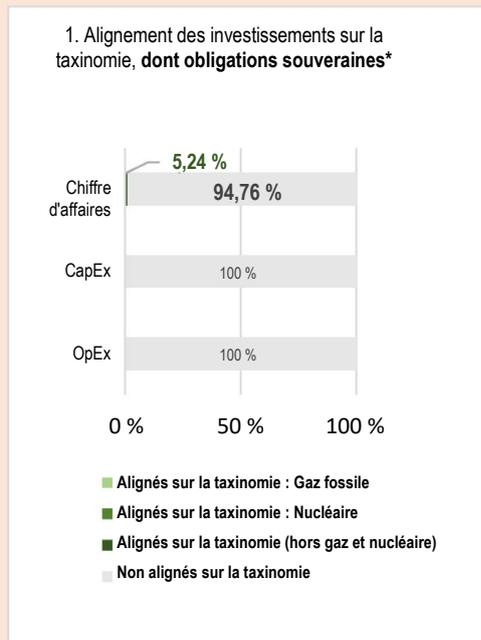 1. Alignement des investissements sur la
taxinomie, dont obligations souveraines*
5,24 %
Chiffre
d'affaires
94,76 %
CapEx
100 %
OpEx
100 %
0 %
50 %
100 %
Alignés sur la taxinomie : Gaz fossile
Alignés sur la taxinomie : Nucléaire
Alignés sur la taxinomie (hors gaz et nucléaire)
Non alignés sur la taxinomie